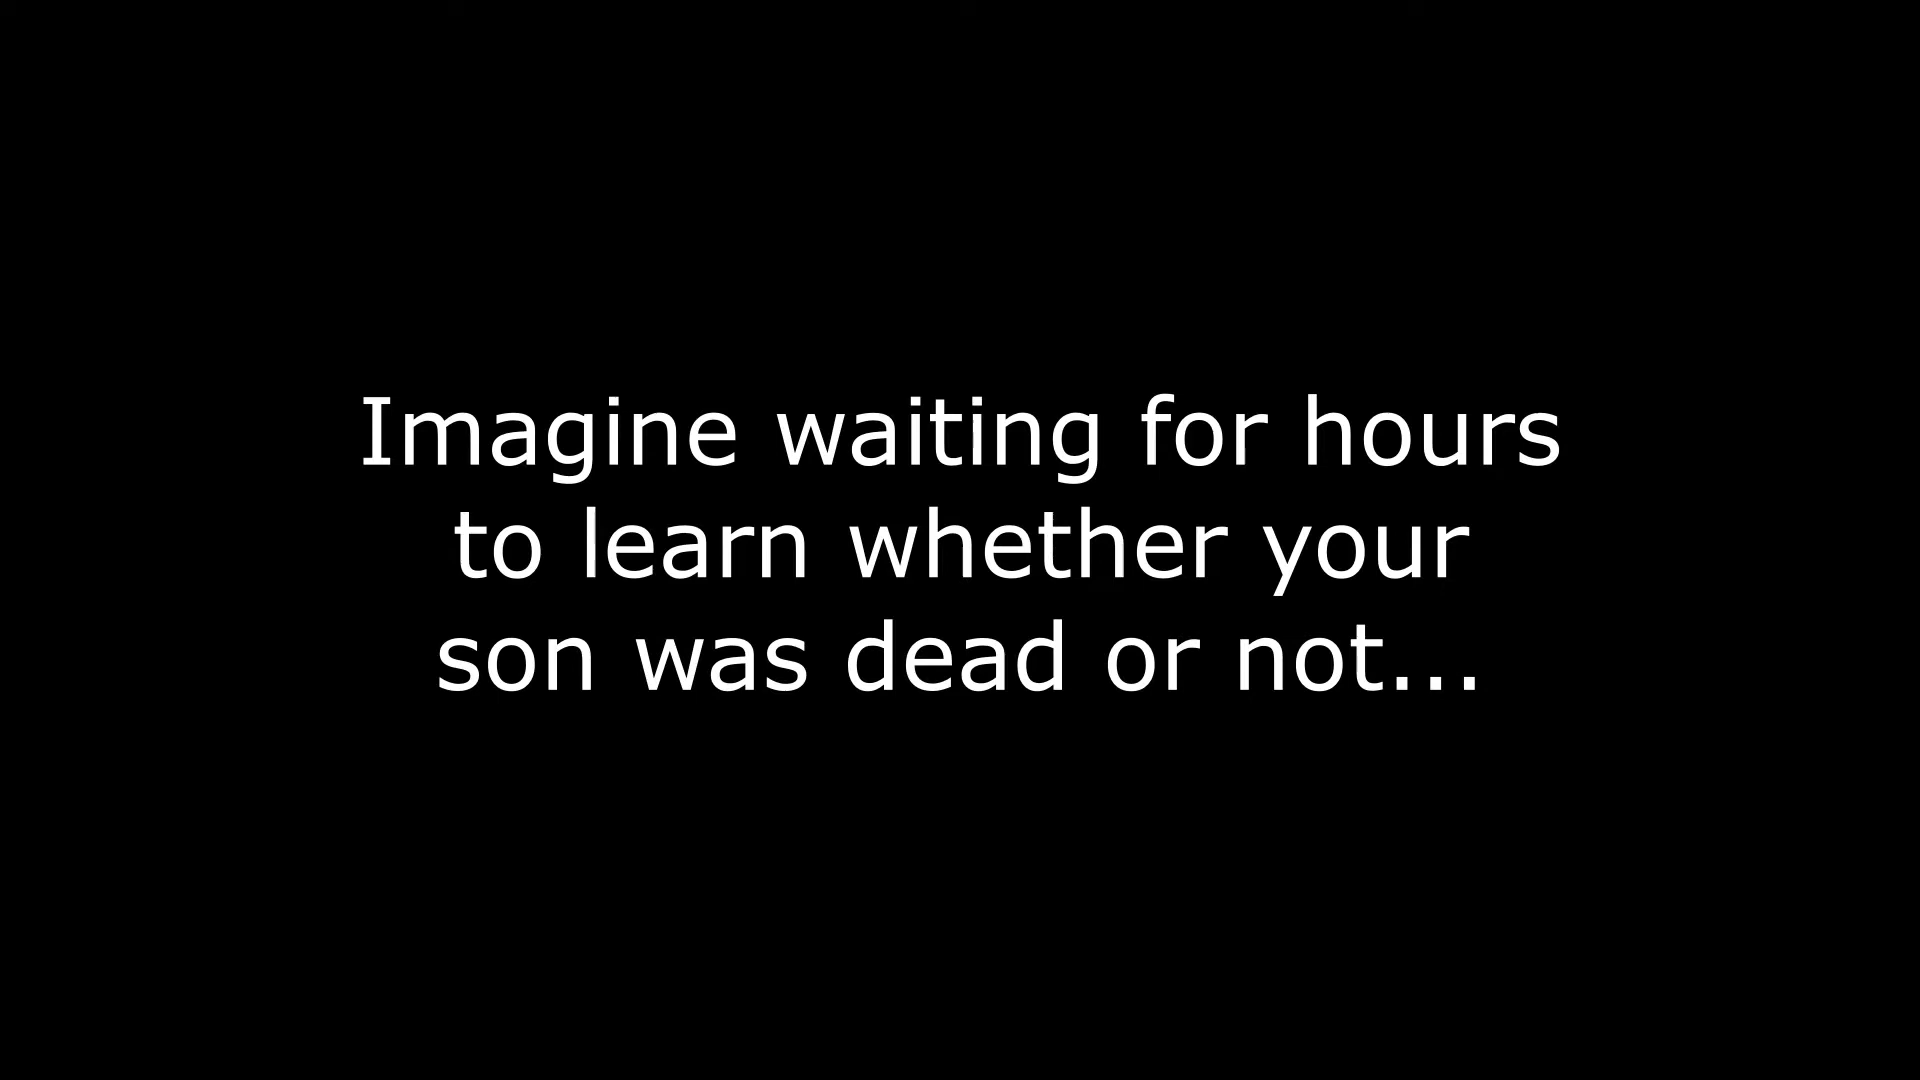 Imagine waiting for hours
to learn whether your
son was dead or not...